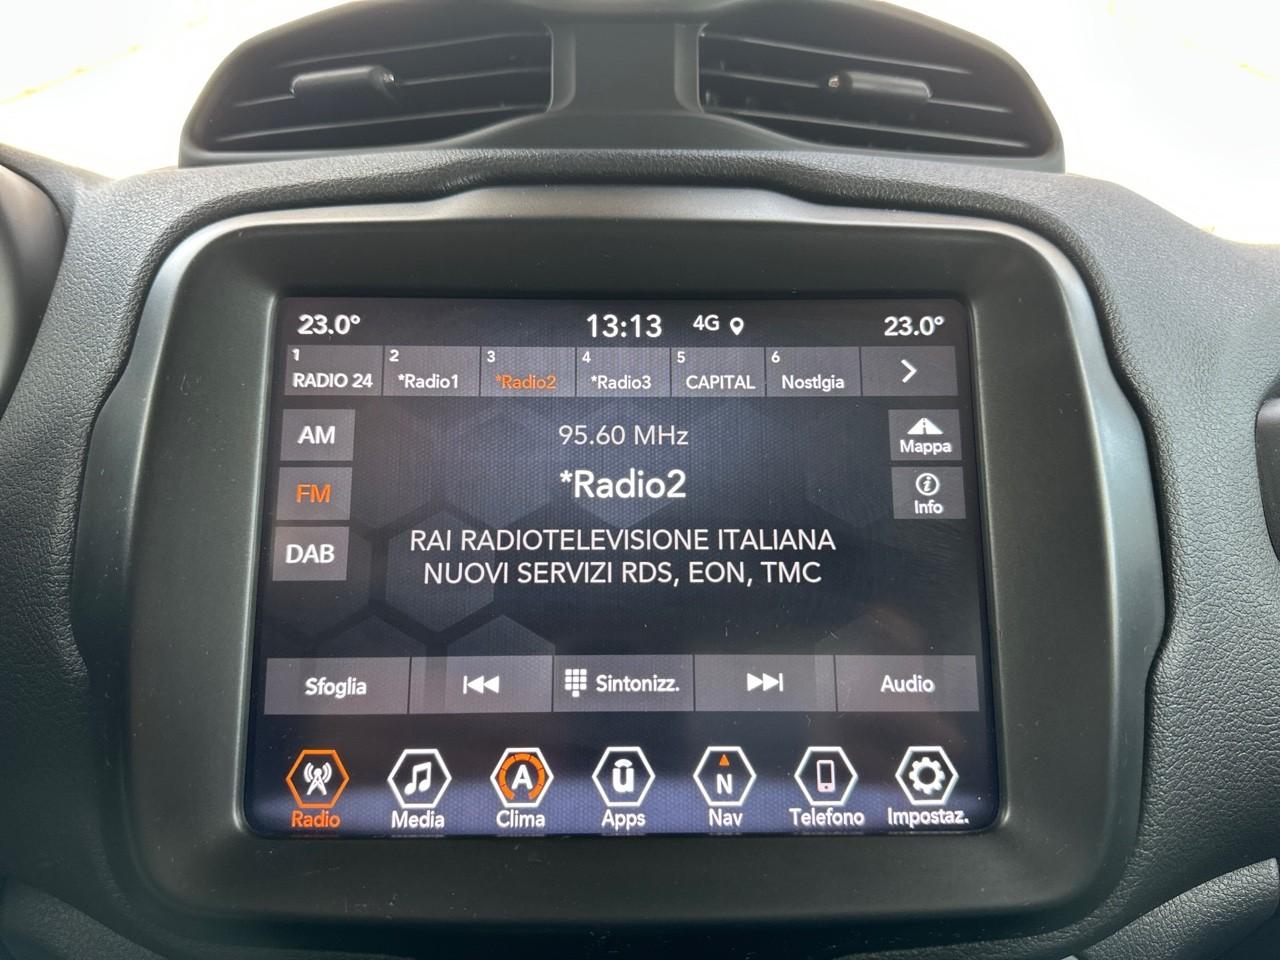 23.0° 13:13 4G 23.0°
1 2 3 4 5 6
RADIO 24 *Radio1 *Radio2 *Radio3 CAPITAL Nostlgia
AM
95.60 MHz
Mappa
FM
*Radio2
Info
DAB
RAI RADIOTELEVISIONE ITALIANA
NUOVI SERVIZI RDS, EON, TMC
Sfoglia Sintonizz. Audio
A û N
Radio Media Clima Apps Nav Telefono Impostaz.